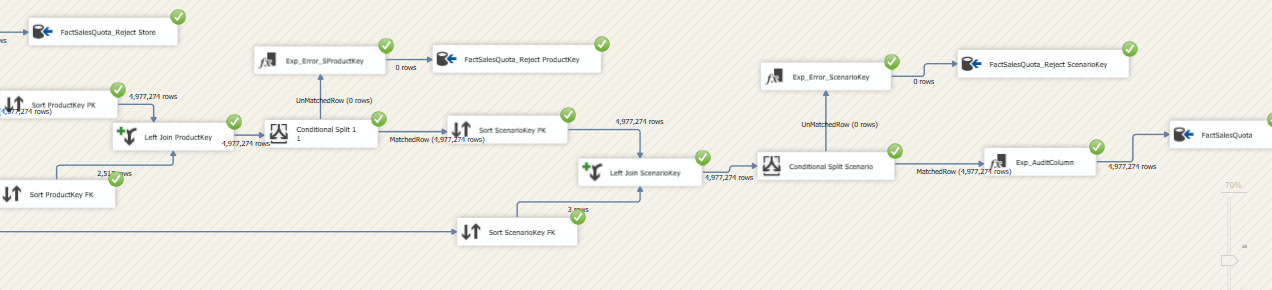 FactSalesQuota_Reject Store
ws
Exp_Error_SProductKey
0 rows
FactSalesQuota_Reject ProductKey
Exp_Error_ScenarioKey
0 rows
FactSalesQuota_Reject ScenarioKey
Sort ProductKey PK
4,977,274 rows
(4,977,274 rows)
UnMatchedRow (0 rows)
Left Join ProductKey
4,977,274 rows
Conditional Split 1
1
MatchedRow (4,977,274 rows)
Sort ScenarioKey PK
4,977,274 rows
UnMatchedRow (0 rows)
FactSalesQuota
Left Join ScenarioKey
4,977,274 rows
Conditional Split Scenario
MatchedRow (4,977,274 rows)
Exp_AuditColumn
4,977,274 rows
Sort ProductKey FK
3 rows
Sort ScenarioKey FK
70%